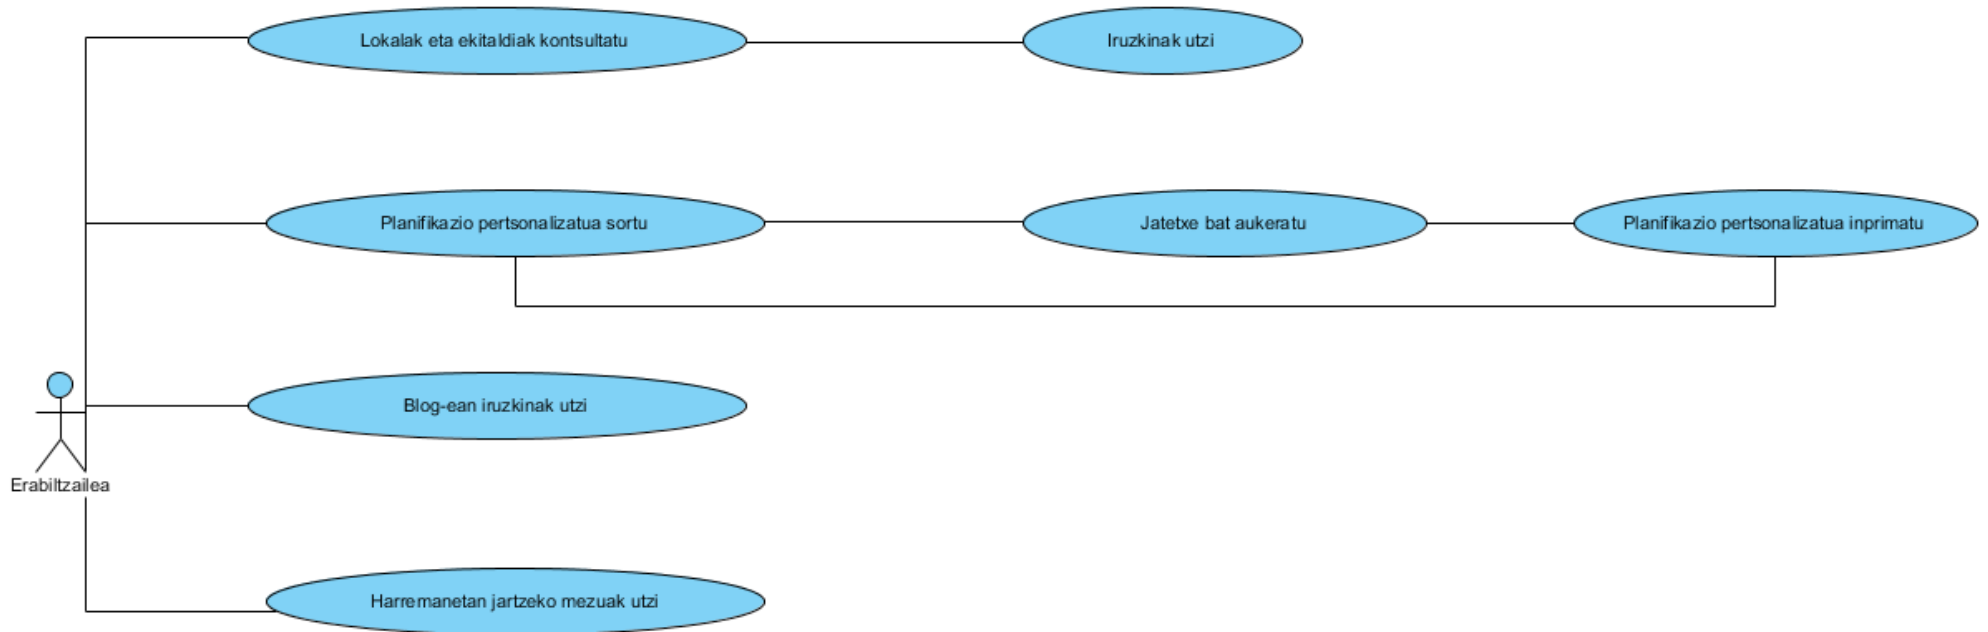 Lokalak eta ekitaldiak kontsultatu
Iruzkinak utzi
Planifikazio pertsonalizatua sortu
Jatetxe bat aukeratu
Planifikazio pertsonalizatua inprimatu
Blog-ean iruzkinak utzi
Erabiltzailea
Harremanetan jartzeko mezuak utzi